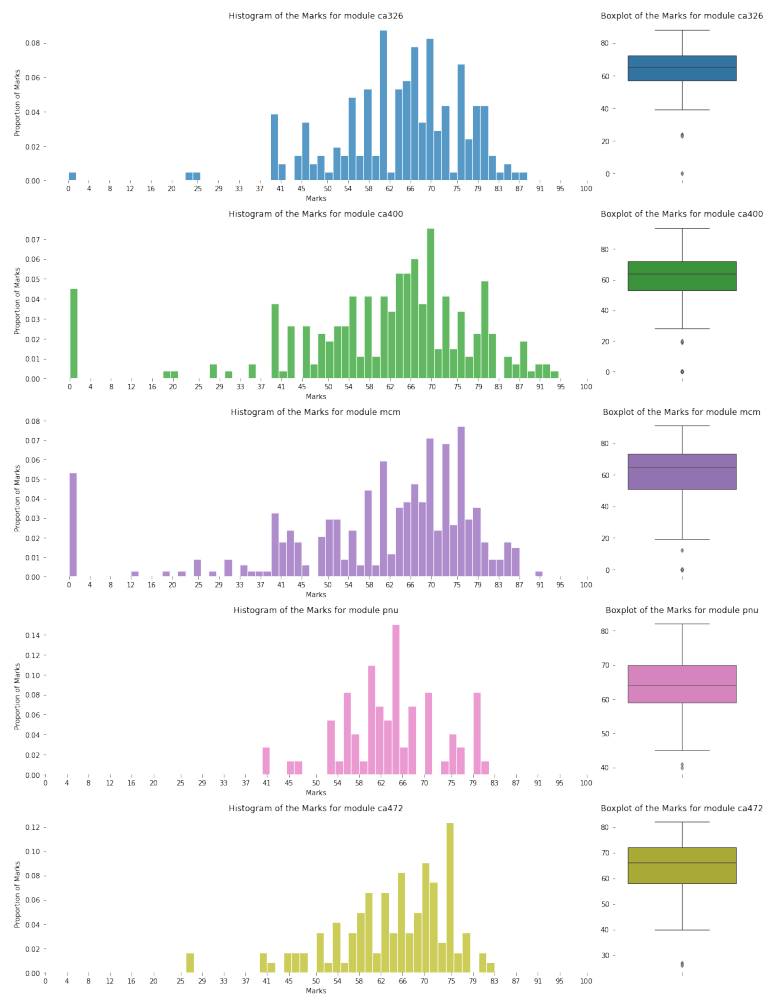 Histogram of the Marks for module ca326
Boxplot of the Marks for module ca326
Proportion of Marks
0.08
0.06
0.04
0.02
0.00
0 4 8 12 16 20 25 29 33 37 41 45 50 54 58 62 66 70 75 79 83 87 91 95 100
Marks
80
60
40
20
0
Histogram of the Marks for module ca400
Boxplot of the Marks for module ca400
Proportion of Marks
0.07
0.06
0.05
0.04
0.03
0.02
0.01
0.00
0 4 8 12 16 20 25 29 33 37 41 45 50 54 58 62 66 70 75 79 83 87 91 95 100
Marks
80
60
40
20
0
Histogram of the Marks for module mcm
Boxplot of the Marks for module mcm
Proportion of Marks
0.08
0.07
0.06
0.05
0.04
0.03
0.02
0.01
0.00
0 4 8 12 16 20 25 29 33 37 41 45 50 54 58 62 66 70 75 79 83 87 91 95 100
Marks
80
60
40
20
0
Histogram of the Marks for module pnu
Boxplot of the Marks for module pnu
Proportion of Marks
0.14
0.12
0.10
0.08
0.06
0.04
0.02
0.00
0 4 8 12 16 20 25 29 33 37 41 45 50 54 58 62 66 70 75 79 83 87 91 95 100
Marks
80
70
60
50
40
Histogram of the Marks for module ca472
Boxplot of the Marks for module ca472
Proportion of Marks
0.12
0.10
0.08
0.06
0.04
0.02
0.00
0 4 8 12 16 20 25 29 33 37 41 45 50 54 58 62 66 70 75 79 83 87 91 95 100
Marks
80
70
60
50
40
30